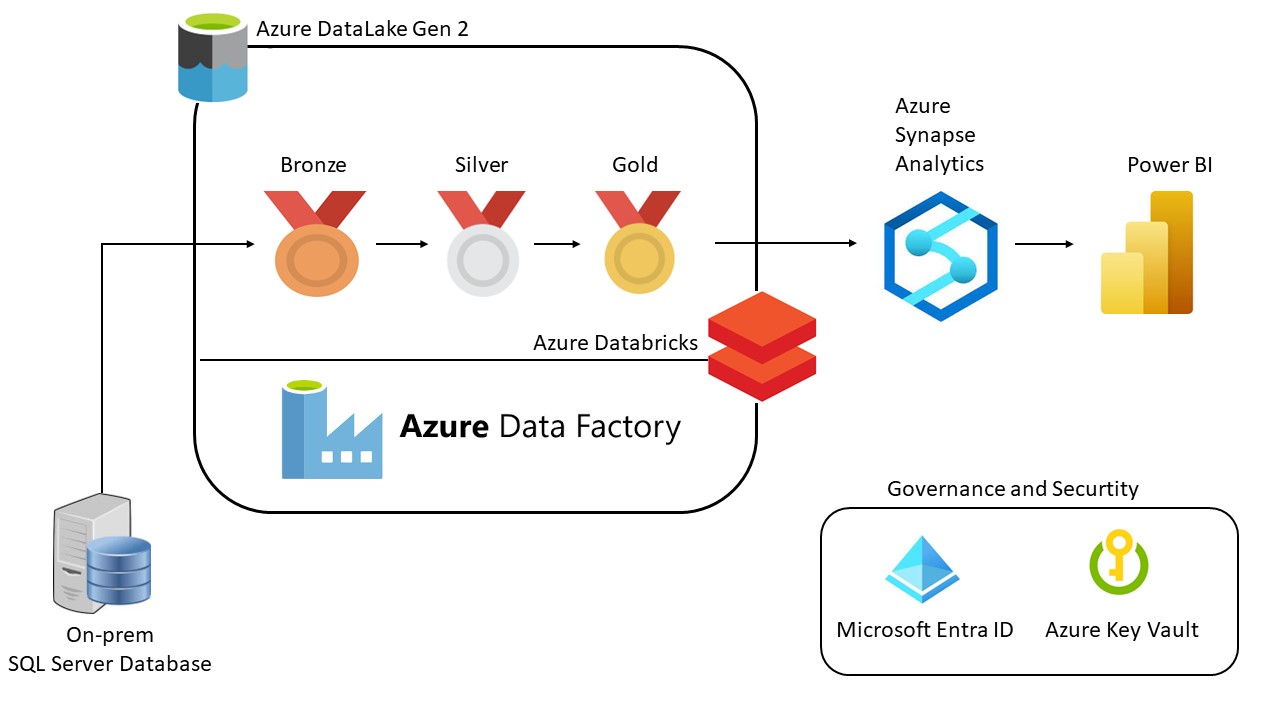 Azure DataLake Gen 2
Azure
Synapse
Analytics
Bronze
Silver
Gold
Power BI
Azure Databricks
Azure Data Factory
Governance and Securtity
Microsoft Entra ID
Azure Key Vault
On-prem
SQL Server Database